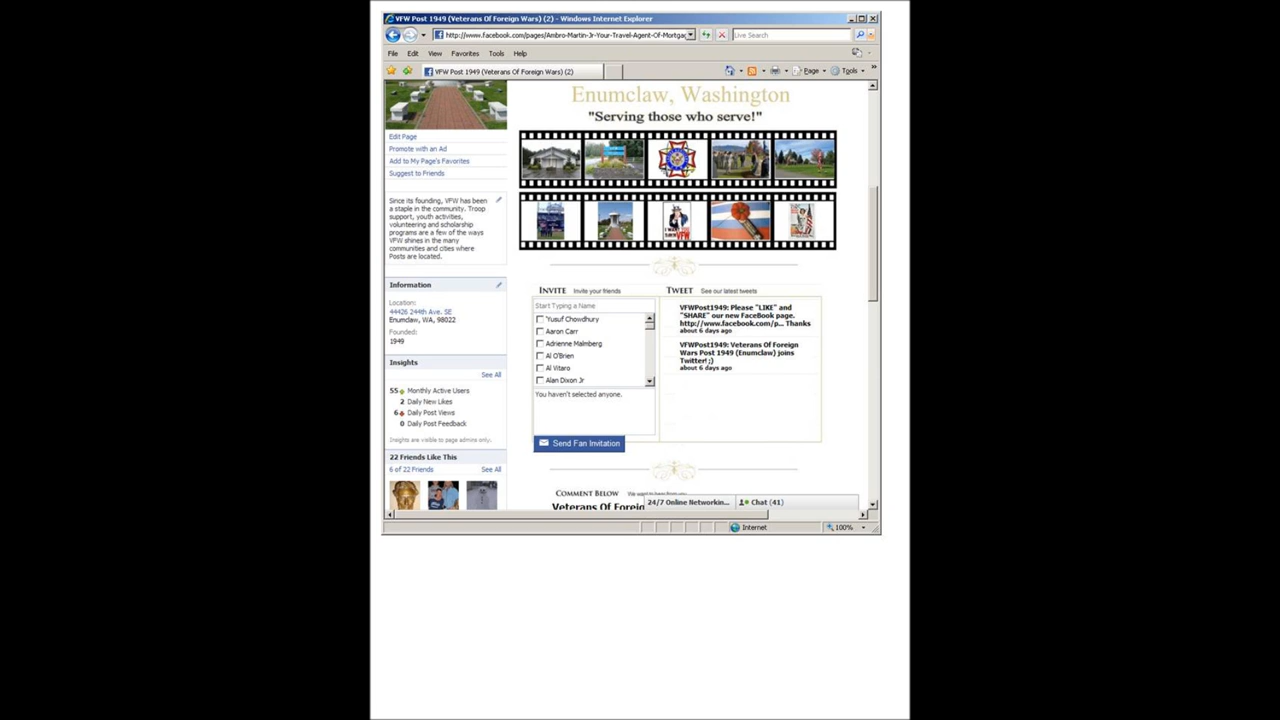 VFW Post 1949 (Veterans Of Foreign Wars) (2) - Windows Internet Explorer
http://www.facebook.com/pages/Ambro-Martin-Jr-Your-Travel-Agent-Of-Mortgag
Live Search
File Edit View Favorites Tools Help
VFW Post 1949 (Veterans Of Foreign Wars) (2)
Page Tools
Enumclaw, Washington
"Serving those who serve!"
Edit Page
Promote with an Ad
Add to My Page's Favorites
Suggest to Friends
Since its founding, VFW has been
a staple in the community. Troop
support, youth activities,
volunteering and scholarship
programs are a few of the ways
VFW shines in the many
communities and cities where
Posts are located.
Information
Location:
44426 244th Ave. SE
Enumclaw, WA, 98022
Founded:
1949
Insights
See All
55 Monthly Active Users
2 Daily New Likes
6 Daily Post Views
0 Daily Post Feedback
Insights are visible to page admins only.
22 Friends Like This
6 of 22 Friends See All
I WANT YOU
VFW
INVITE Invite your friends
Start Typing a Name
'Yusuf Chowdhury
Aaron Carr
Adrienne Malmberg
Al O'Brien
Al Vitaro
Alan Dixon Jr
You haven't selected anyone.
Send Fan Invitation
TWEET See our latest tweets
VFWPost1949: Please "LIKE" and
"SHARE" our new FaceBook page.
http://www.facebook.com/p... Thanks
about 6 days ago
VFWPost1949: Veterans Of Foreign
Wars Post 1949 (Enumclaw) joins
Twitter! ;)
about 6 days ago
COMMENT BELOW We want to hear from you
Veterans Of Foreig
24/7 Online Networkin... Chat (41)
Internet 100%